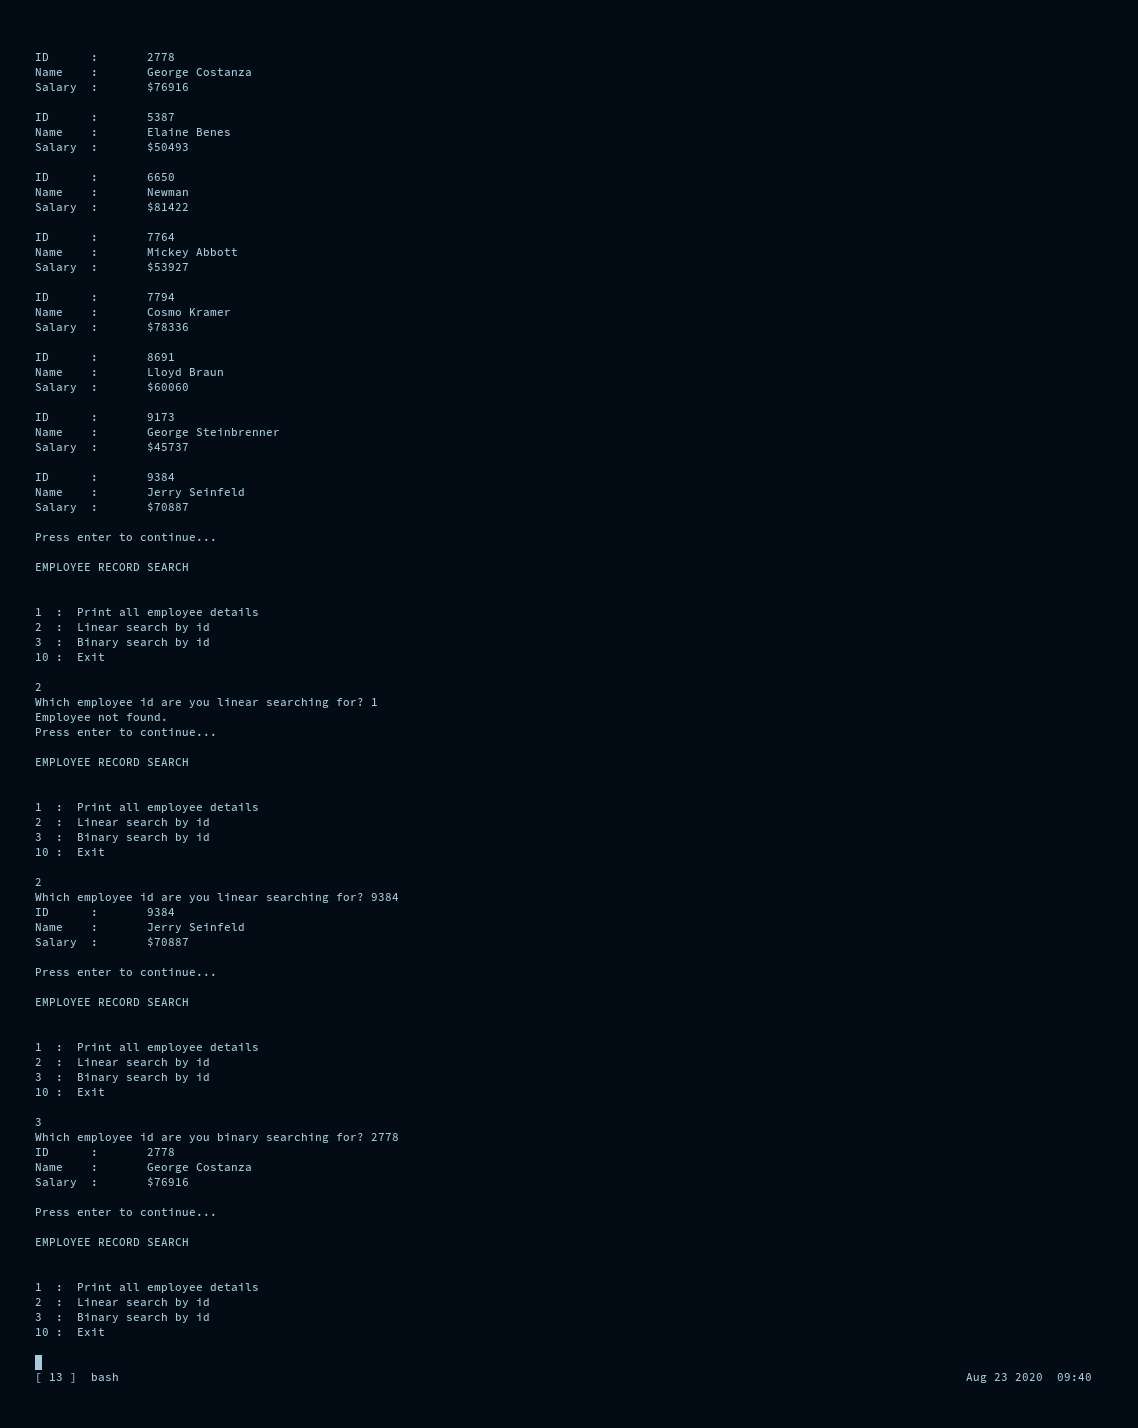 ID      :       2778
Name    :       George Costanza
Salary  :       $76916
ID      :       5387
Name    :       Elaine Benes
Salary  :       $50493
ID      :       6650
Name    :       Newman
Salary  :       $81422
ID      :       7764
Name    :       Mickey Abbott
Salary  :       $53927
ID      :       7794
Name    :       Cosmo Kramer
Salary  :       $78336
ID      :       8691
Name    :       Lloyd Braun
Salary  :       $60060
ID      :       9173
Name    :       George Steinbrenner
Salary  :       $45737
ID      :       9384
Name    :       Jerry Seinfeld
Salary  :       $70887
Press enter to continue...
EMPLOYEE RECORD SEARCH
1  :  Print all employee details
2  :  Linear search by id
3  :  Binary search by id
10 :  Exit
2
Which employee id are you linear searching for? 1
Employee not found.
Press enter to continue...
EMPLOYEE RECORD SEARCH
1  :  Print all employee details
2  :  Linear search by id
3  :  Binary search by id
10 :  Exit
2
Which employee id are you linear searching for? 9384
ID      :       9384
Name    :       Jerry Seinfeld
Salary  :       $70887
Press enter to continue...
EMPLOYEE RECORD SEARCH
1  :  Print all employee details
2  :  Linear search by id
3  :  Binary search by id
10 :  Exit
3
Which employee id are you binary searching for? 2778
ID      :       2778
Name    :       George Costanza
Salary  :       $76916
Press enter to continue...
EMPLOYEE RECORD SEARCH
1  :  Print all employee details
2  :  Linear search by id
3  :  Binary search by id
10 :  Exit
[ 13 ]  bash                    Aug 23 2020  09:40